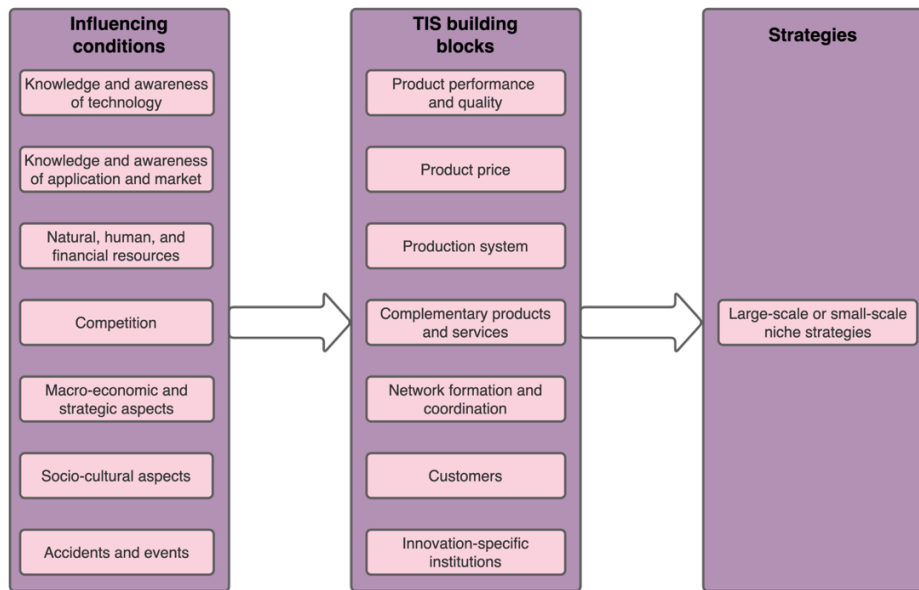 Influencing
conditions
Knowledge and awareness
of technology
Knowledge and awareness
of application and market
Natural, human, and
financial resources
Competition
Macro-economic and
strategic aspects
Socio-cultural aspects
Accidents and events
TIS building
blocks
Product performance
and quality
Product price
Production system
Complementary products
and services
Network formation and
coordination
Customers
Innovation-specific
institutions
Strategies
Large-scale or small-scale
niche strategies